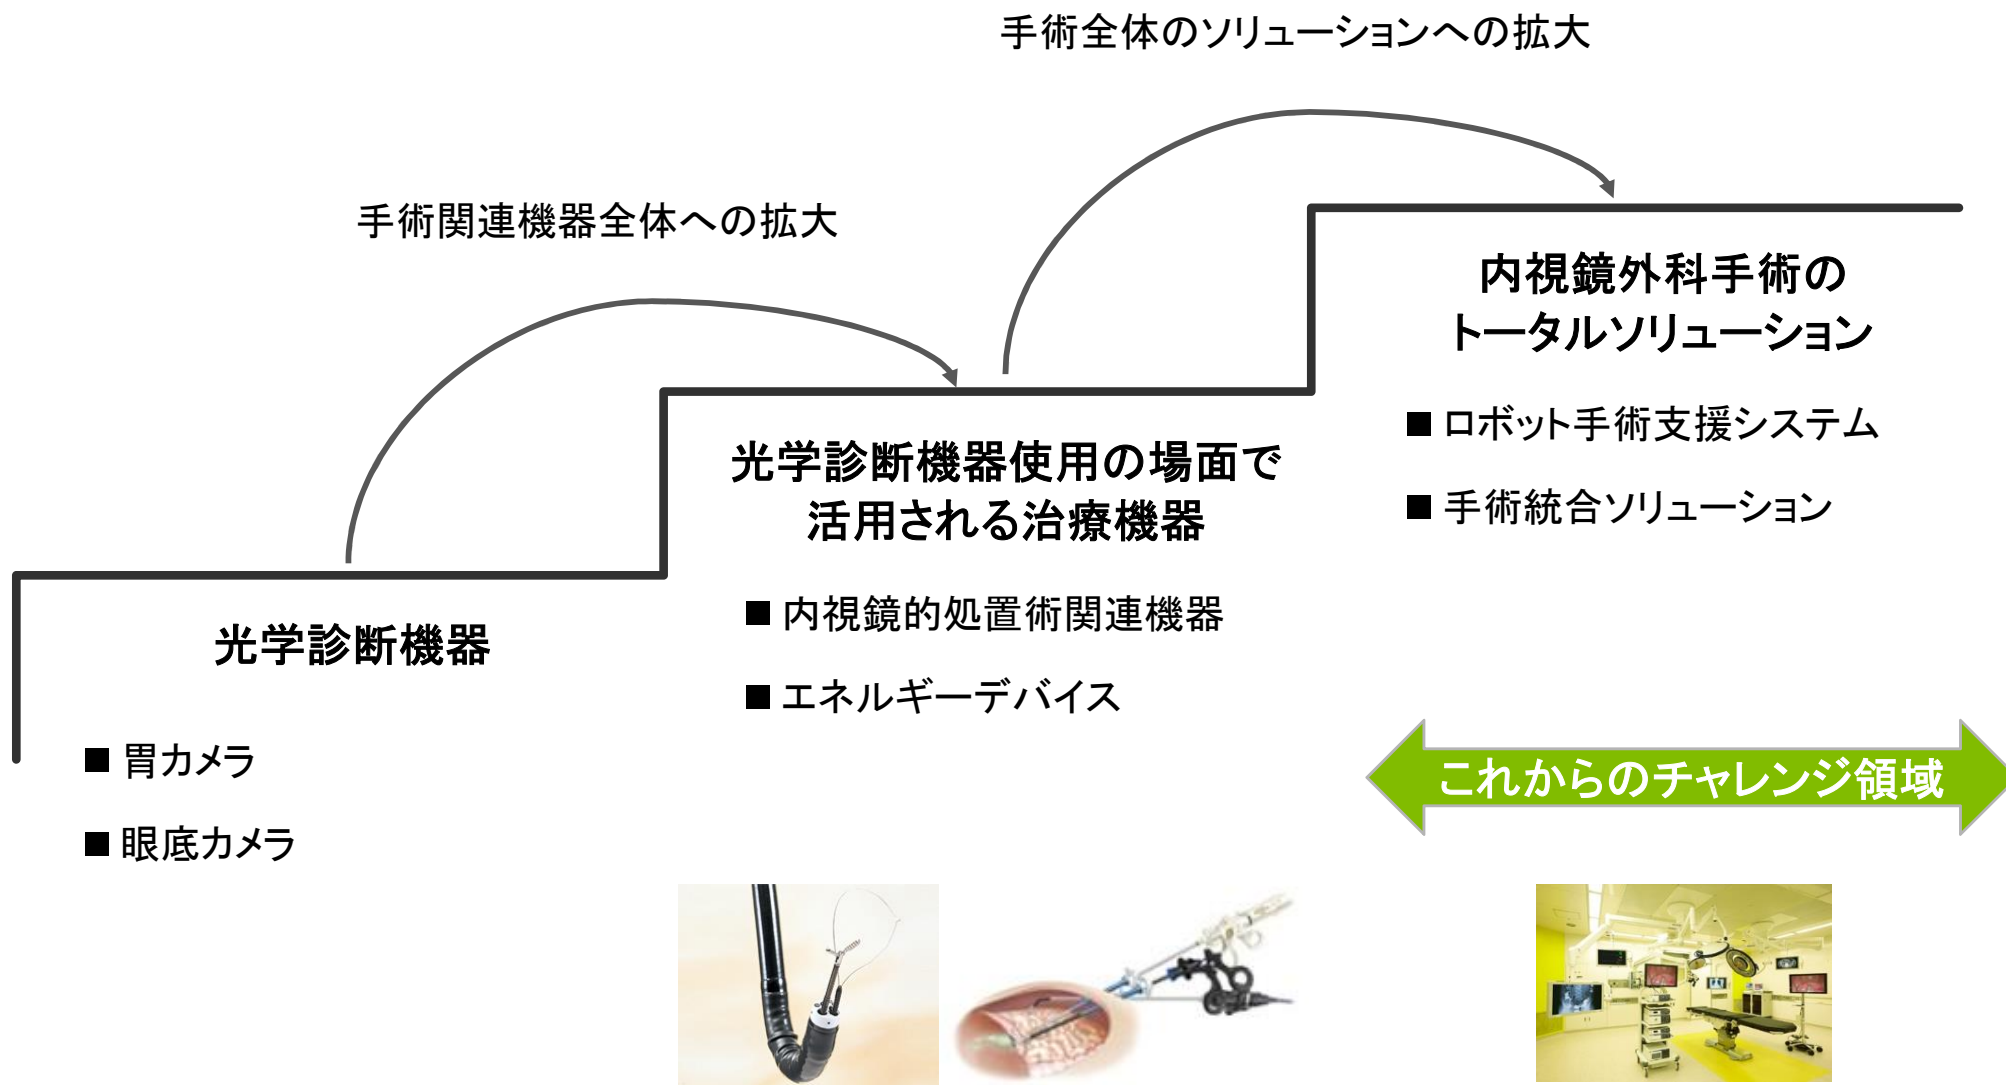 手術全体のソリューションへの拡大
手術関連機器全体への拡大
内視鏡外科手術の
トータルソリューション
■ ロボット手術支援システム
■ 手術統合ソリューション
光学診断機器使用の場面で
活用される治療機器
■ 内視鏡的処置術関連機器
■ エネルギーデバイス
光学診断機器
■ 胃カメラ
■ 眼底カメラ
これからのチャレンジ領域